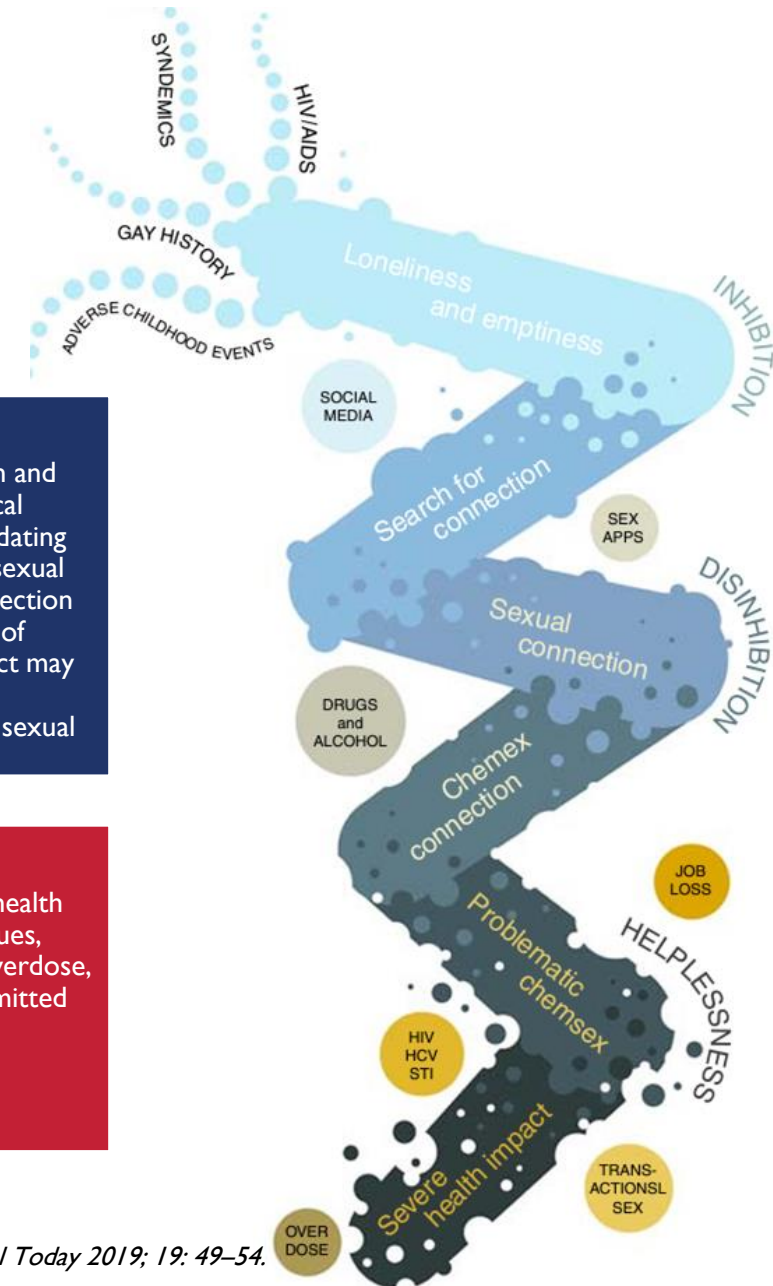 SYNDEMICS
HIV/AIDS
GAY HISTORY
ADVERSE CHILDHOOD EVENTS
Loneliness
and emptiness
INHIBITION
SOCIAL
MEDIA
Search for
connection
SEX
APPS
n and
cal
dating
sexual
ection
of
ct may
sexual
Sexual
connection
DISINHIBITION
DRUGS
and
ALCOHOL
Chemex
connection
JOB
LOSS
health
ues,
verdose,
mitted
Problematic
chemsex
HELPLESSNESS
HIV
HCV
STI
Severe
health impact
TRANS-
ACTIONSL
SEX
OVER
DOSE
l Today 2019; 19: 49–54.